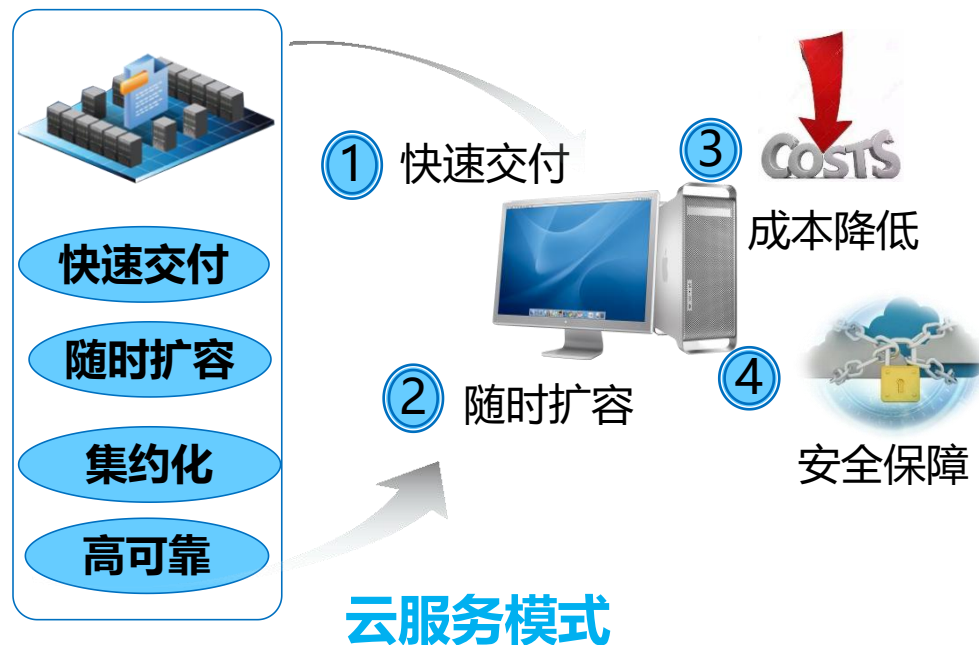 快速交付
随时扩容
集约化
高可靠
1 快速交付
2 随时扩容
3
COSTS
成本降低
4
安全保障
云服务模式